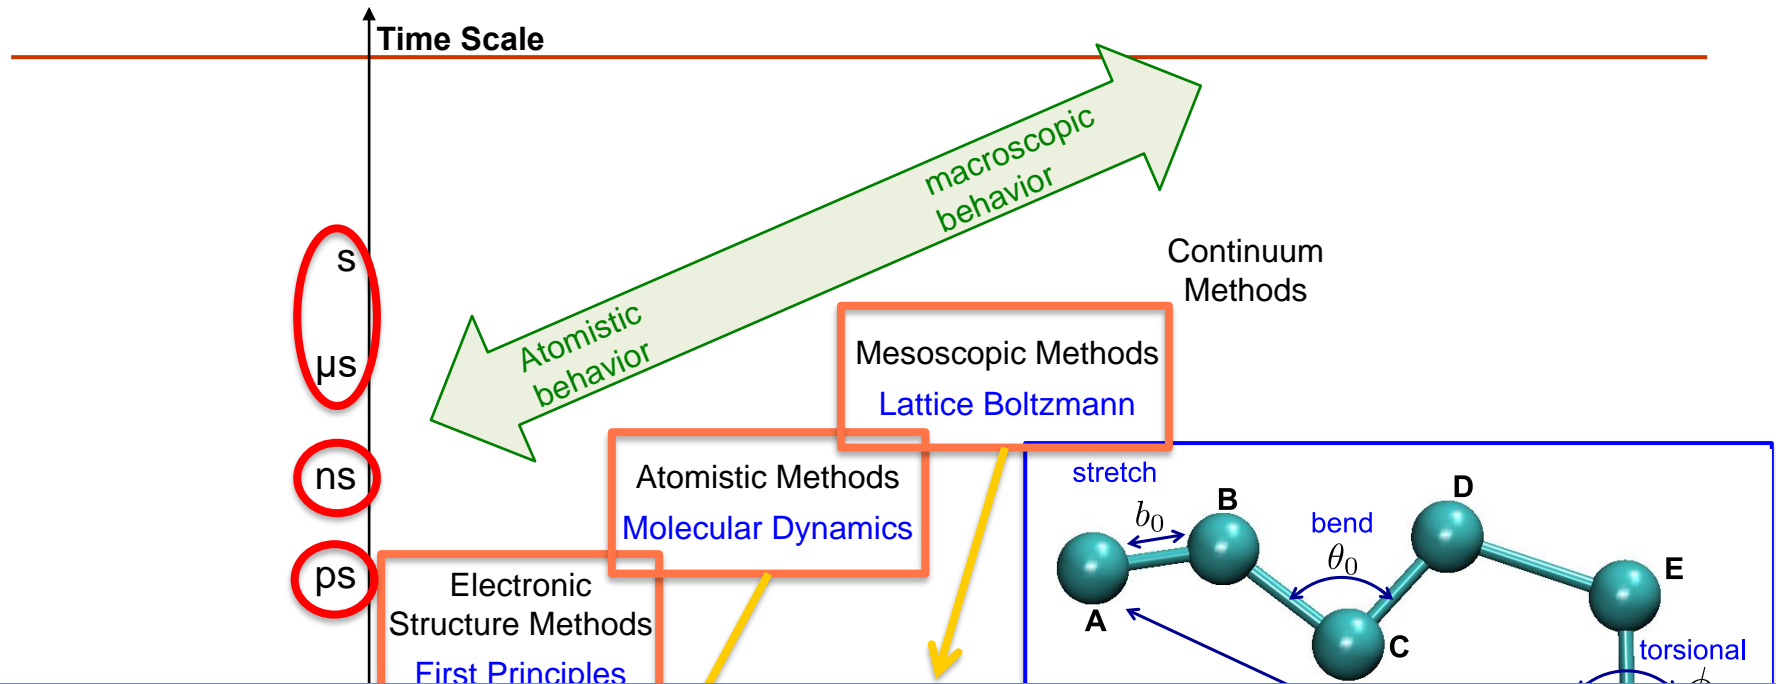 Time Scale
macroscopic
behavior
s
Continuum
Methods
Atomistic
behavior
µs
Mesoscopic Methods
Lattice Boltzmann
ns
Atomistic Methods
Molecular Dynamics
stretch
b₀
B
bend
θ₀
D
E
A
C
ps
Electronic
Structure Methods
First Principles
torsional
ϕ